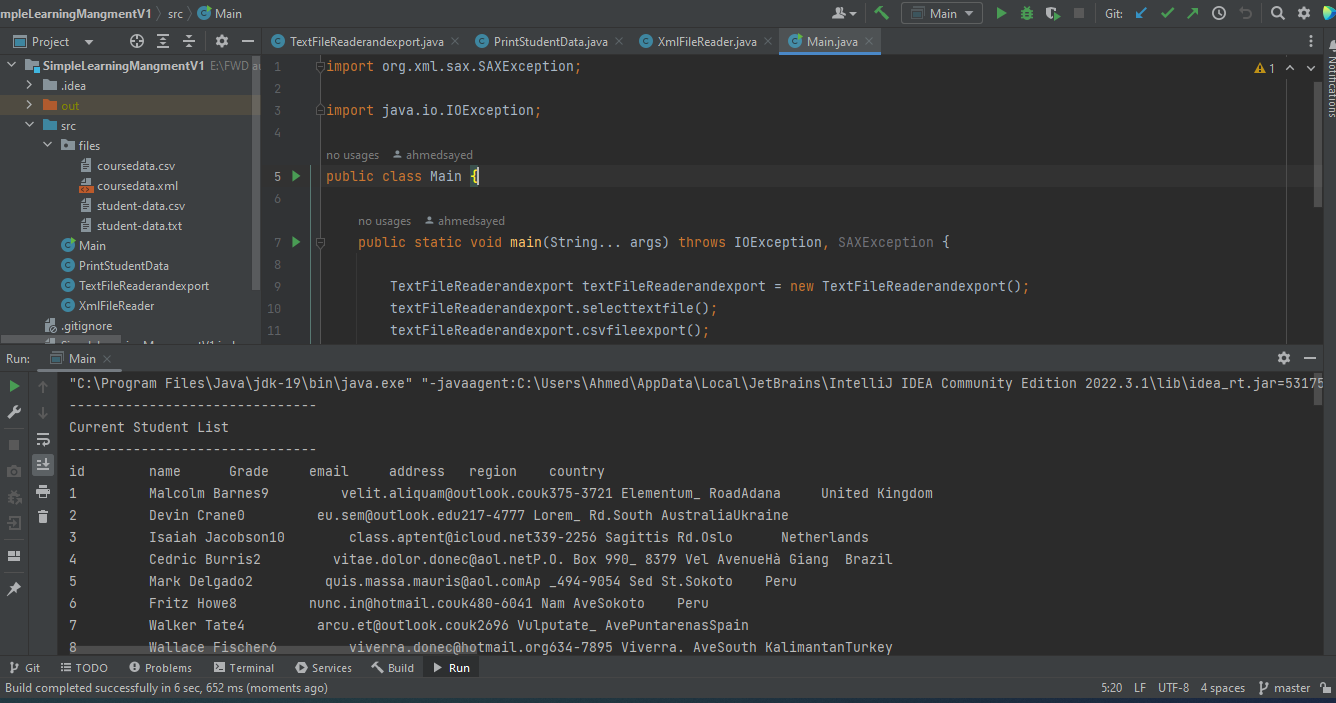 mpleLearningMangmentV1 〉 src 〉 Main
Main
Git:
Project
TextFileReaderandexport.java
PrintStudentData.java
XmlFileReader.java
Main.java
SimpleLearningMangmentV1 E:\FWD
.idea
out
src
files
coursedata.csv
coursedata.xml
student-data.csv
student-data.txt
Main
PrintStudentData
TextFileReaderandexport
XmlFileReader
.gitignore
1 import org.xml.sax.SAXException;
1
2
3 import java.io.IOException;
4
no usages ahmedsayed
5 public class Main {
6
no usages ahmedsayed
7 public static void main(String... args) throws IOException, SAXException {
8
9 TextFileReaderandexport textFileReaderandexport = new TextFileReaderandexport();
10 textFileReaderandexport.selecttextfile();
11 textFileReaderandexport.csvfileexport();
Notifications
Run: Main
"C:\Program Files\Java\jdk-19\bin\java.exe" "-javaagent:C:\Users\Ahmed\AppData\Local\JetBrains\IntelliJ IDEA Community Edition 2022.3.1\lib\idea_rt.jar=53175
-------------------------------
Current Student List
-------------------------------
id name Grade email address region country
1 Malcolm Barnes9 velit.aliquam@outlook.couk375-3721 Elementum_ RoadAdana United Kingdom
2 Devin Crane0 eu.sem@outlook.edu217-4777 Lorem_ Rd.South AustraliaUkraine
3 Isaiah Jacobson10 class.aptent@icloud.net339-2256 Sagittis Rd.Oslo Netherlands
4 Cedric Burris2 vitae.dolor.donec@aol.netP.O. Box 990_ 8379 Vel AvenueHà Giang Brazil
5 Mark Delgado2 quis.massa.mauris@aol.comAp _494-9054 Sed St.Sokoto Peru
6 Fritz Howe8 nunc.in@hotmail.couk480-6041 Nam AveSokoto Peru
7 Walker Tate4 arcu.et@outlook.couk2696 Vulputate_ AvePuntarenasSpain
8 Wallace Fischer6 viverra.donec@hotmail.org634-7895 Viverra. AveSouth KalimantanTurkey
Git TODO Problems Terminal Services Build Run
Build completed successfully in 6 sec, 652 ms (moments ago)
5:20 LF UTF-8 4 spaces master